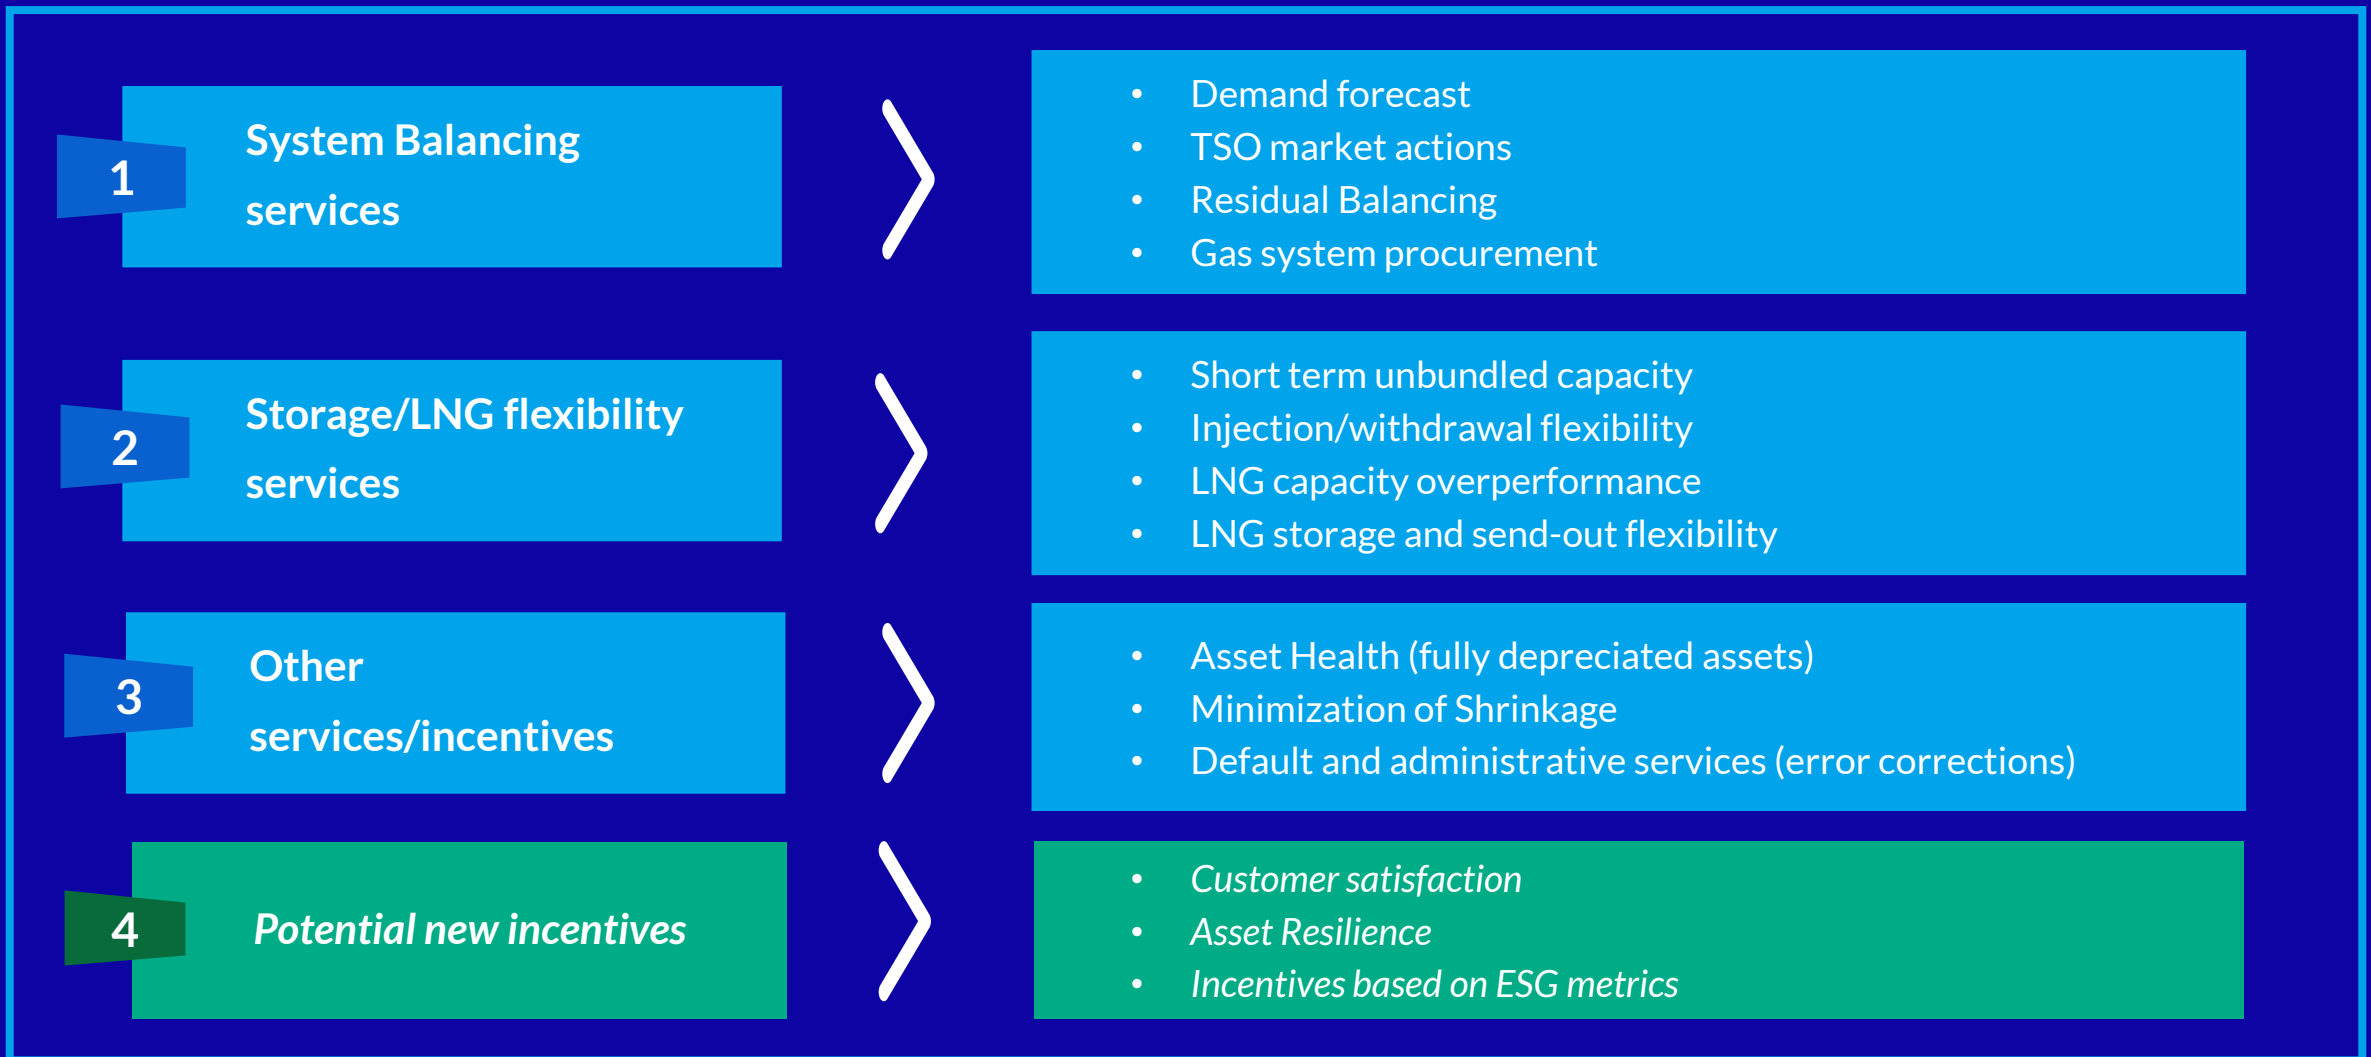 1
System Balancing
services
• Demand forecast
• TSO market actions
• Residual Balancing
• Gas system procurement
2
Storage/LNG flexibility
services
• Short term unbundled capacity
• Injection/withdrawal flexibility
• LNG capacity overperformance
• LNG storage and send-out flexibility
3
Other
services/incentives
• Asset Health (fully depreciated assets)
• Minimization of Shrinkage
• Default and administrative services (error corrections)
4
Potential new incentives
• Customer satisfaction
• Asset Resilience
• Incentives based on ESG metrics